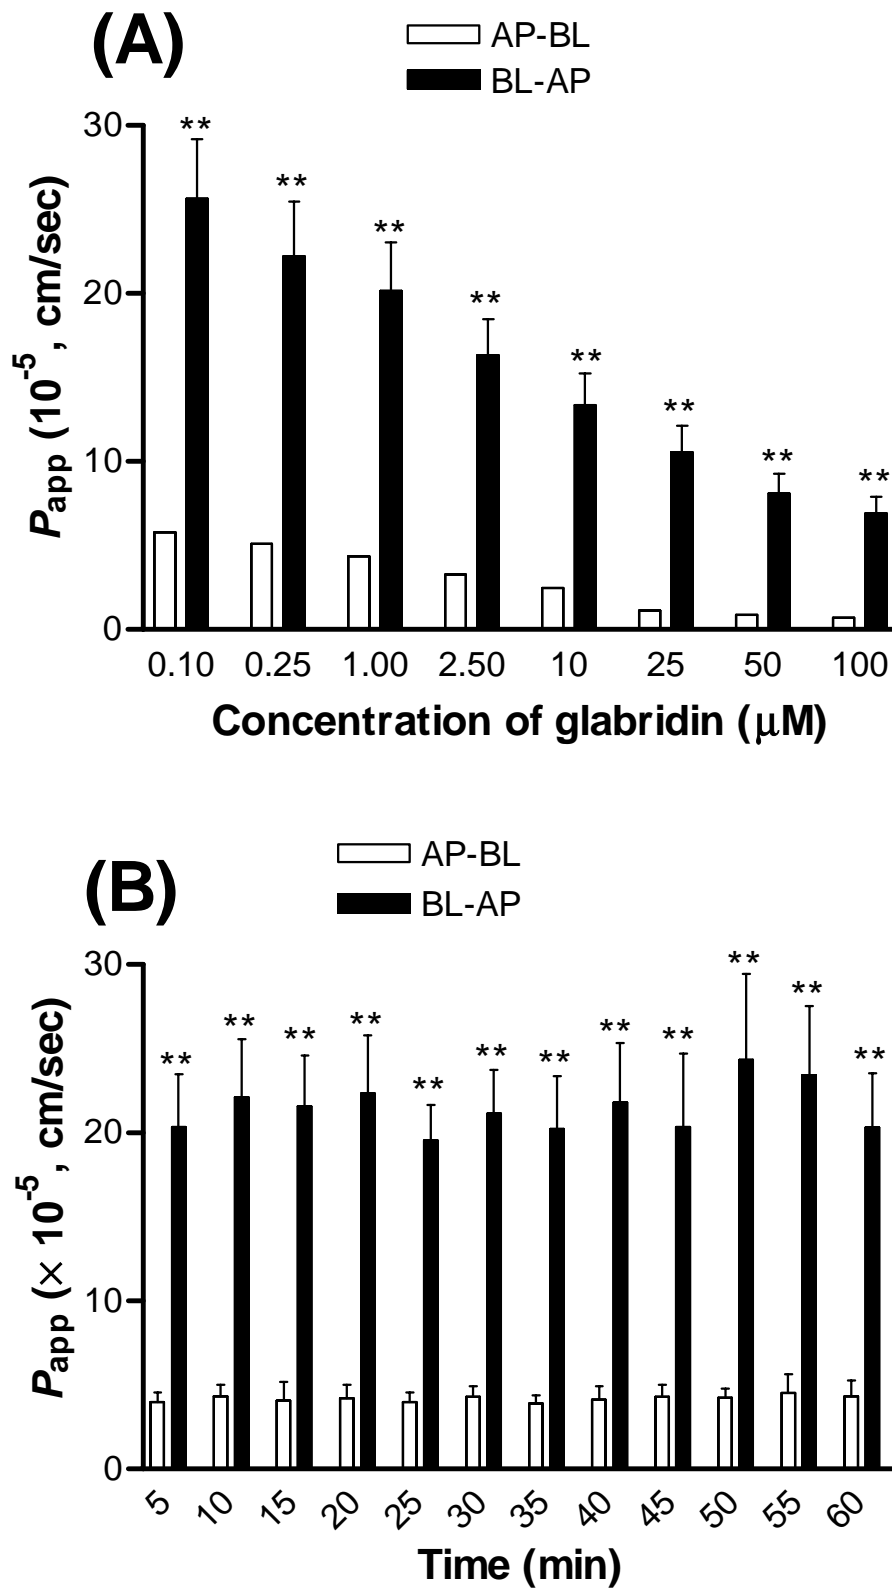 (A)
AP-BL
BL-AP
P app (10-5 , cm/sec)
30
20
10
0
** ** ** ** ** ** ** **
0.10 0.25 1.00 2.50 10 25 50 100
Concentration of glabridin (μM)
(B)
AP-BL
BL-AP
P app (× 10-5 , cm/sec)
30
20
10
0
** ** ** ** ** ** ** ** ** ** ** **
5 10 15 20 25 30 35 40 45 50 55 60
Time (min)